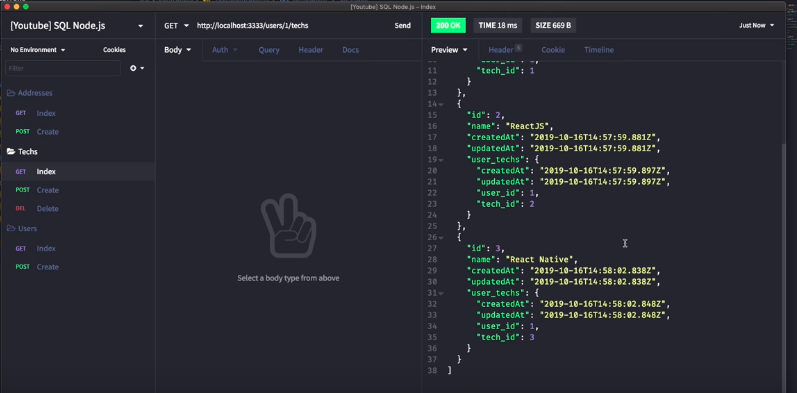 [Youtube] SQL Node.js – Index
[Youtube] SQL Node.js
GET http://localhost:3333/users/1/techs Send
200 OK TIME 18 ms SIZE 669 B Just Now
No Environment Cookies
Body Auth Query Header Docs
Preview Header Cookie Timeline
Filter
Addresses
GET Index
POST Create
Techs
GET Index
POST Create
DEL Delete
Users
GET Index
POST Create
Select a body type from above
11 "tech_id": 1
12 }
13 },
14 {
15 "id": 2,
16 "name": "ReactJS",
17 "createdAt": "2019-10-16T14:57:59.881Z",
18 "updatedAt": "2019-10-16T14:57:59.881Z",
19 "user_techs": {
20 "createdAt": "2019-10-16T14:57:59.897Z",
21 "updatedAt": "2019-10-16T14:57:59.897Z",
22 "user_id": 1,
23 "tech_id": 2
24 }
25 },
26 {
27 "id": 3,
28 "name": "React Native",
29 "createdAt": "2019-10-16T14:58:02.838Z",
30 "updatedAt": "2019-10-16T14:58:02.838Z",
31 "user_techs": {
32 "createdAt": "2019-10-16T14:58:02.848Z",
33 "updatedAt": "2019-10-16T14:58:02.848Z",
34 "user_id": 1,
35 "tech_id": 3
36 }
37 }
38 ]